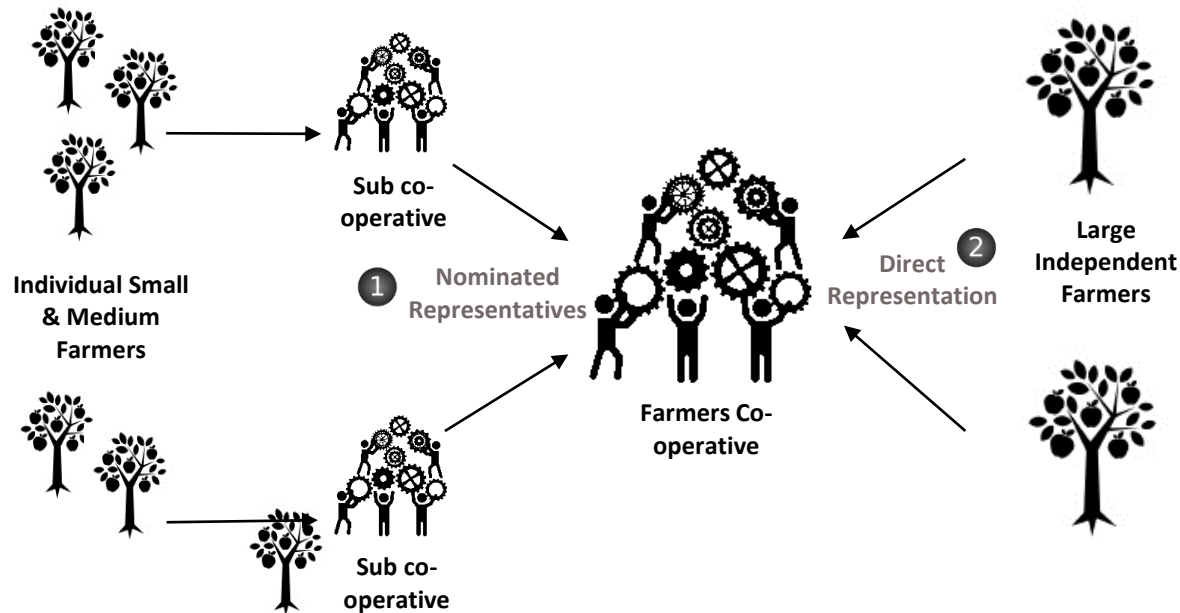 Sub co-
operative
Individual Small
& Medium
Farmers
1
Nominated
Representatives
Farmers Co-
operative
Direct
Representation
2
Large
Independent
Farmers
Sub co-
operative